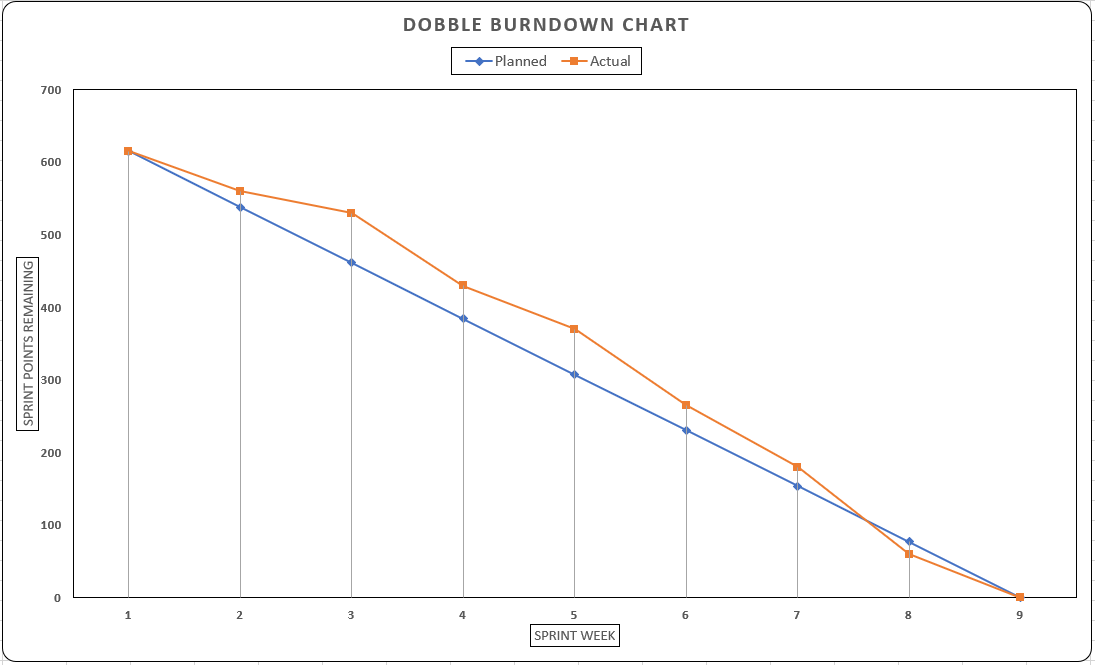 DOBBLE BURNDOWN CHART
Planned Actual
700
600
500
400
300
200
100
0
SPRINT POINTS REMAINING
1 2 3 4 5 6 7 8 9
SPRINT WEEK